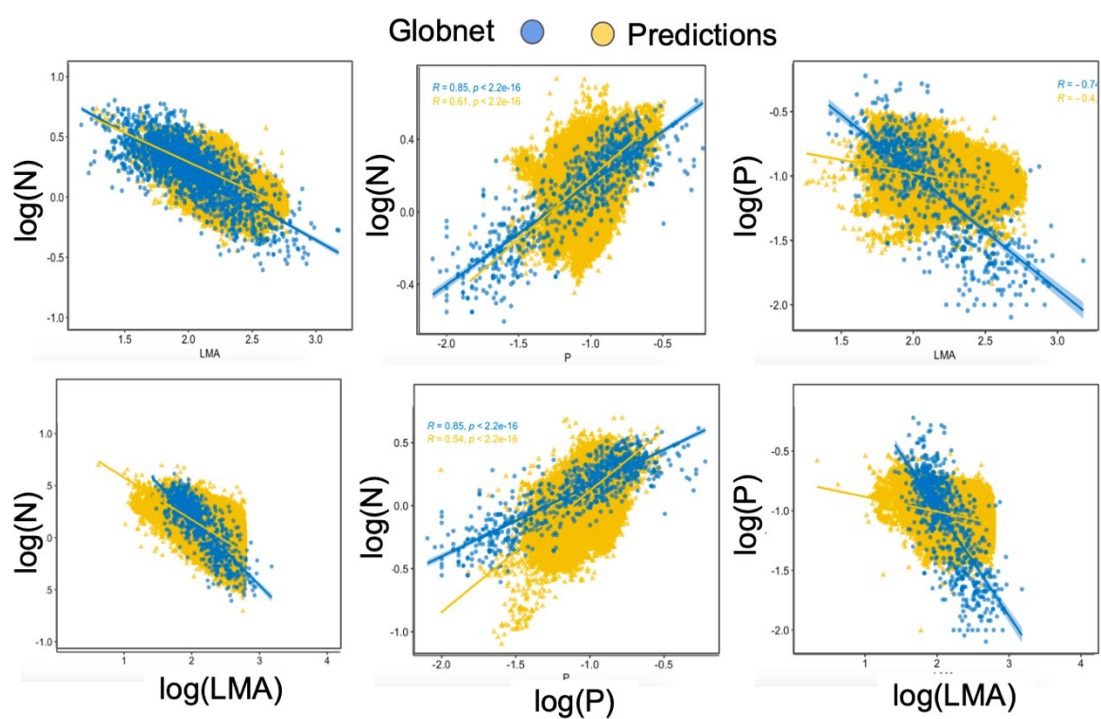 Globnet Predictions
log(N)
1.0
0.5
0.0
-0.5
-1.0
1.5 2.0 2.5 3.0
LMA
log(N)
R = 0.85, p < 2.2e-16
R = 0.61, p < 2.2e-16
0.4
0.0
-0.4
-2.0 -1.5 -1.0 -0.5
P
log(P)
R = −0.74
R = −0.4
-0.5
-1.0
-1.5
-2.0
1.5 2.0 2.5 3.0
LMA
log(N)
1.0
.5
.0
.5
-1.0
1 2 3 4
log(LMA)
log(N)
R = 0.85, p < 2.2e-16
R = 0.54, p < 2.2e-16
0.5
0.0
-0.5
-1.0
-2.0 -1.5 -1.0 -0.5
P
log(P)
log(P)
-0.5
-1.0
-1.5
-2.0
1 2 3 4
log(LMA)